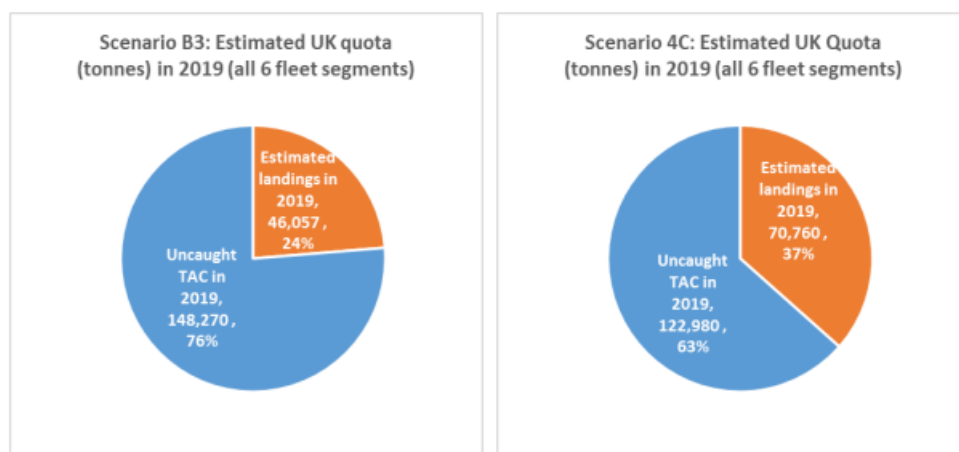 Scenario B3: Estimated UK quota
(tonnes) in 2019 (all 6 fleet segments)
Estimated
landings in
2019,
46,057 ,
24%
Uncaught
TAC in
2019,
148,270 ,
76%
Scenario 4C: Estimated UK Quota
(tonnes) in 2019 (all 6 fleet segments)
Estimated
landings in
2019,
70,760 ,
37%
Uncaught
TAC in
2019,
122,980 ,
63%